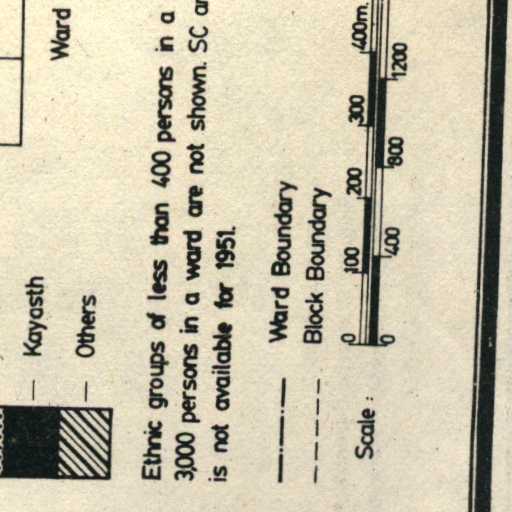 Kayasth
Others
Ward
Ethnic groups of less than 400 persons in a
3,000 persons in a ward are not shown. SC
is not available for 1951.
Ward Boundary
Block Boundary
Scale :
0 100 200 300 400m.
0 400 800 1200